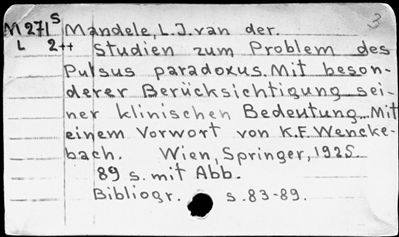 3
M 271 S Mandele, L.J. van der.
L 2++ Studien zum Problem des
Pulsus paradoxus. Mit beson-
derer Berücksichtigung sei-
ner klinischen Bedeutung. Mit
einem Vorwort von K.F. Wencke-
bach. Wien, Springer, 1925.
89 s. mit Abb.
Bibliogr. s. 83-89.